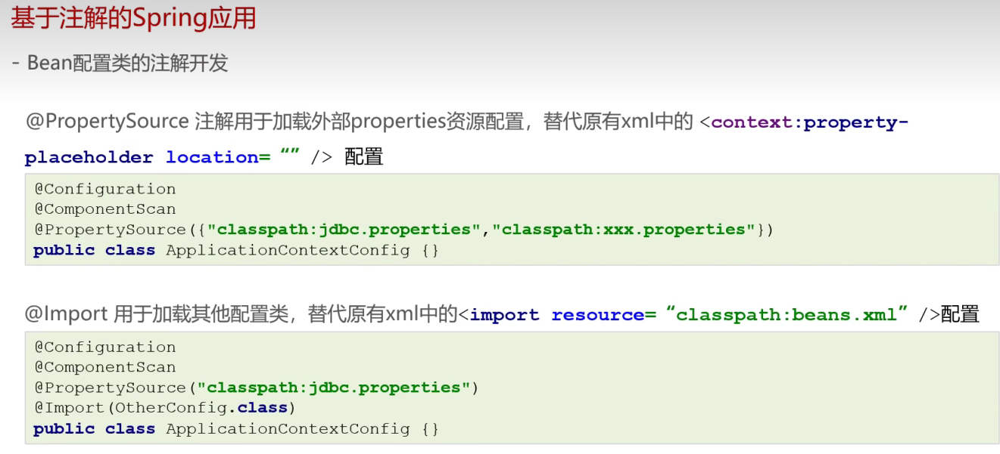 基于注解的Spring应用
- Bean配置类的注解开发
@PropertySource 注解用于加载外部properties资源配置，替代原有xml中的 <context:property-
placeholder location= “” /> 配置
@Configuration
@ComponentScan
@PropertySource({"classpath:jdbc.properties","classpath:xxx.properties"})
public class ApplicationContextConfig {}
@Import 用于加载其他配置类，替代原有xml中的<import resource= “classpath:beans.xml” />配置
@Configuration
@ComponentScan
@PropertySource("classpath:jdbc.properties")
@Import(OtherConfig.class)
public class ApplicationContextConfig {}